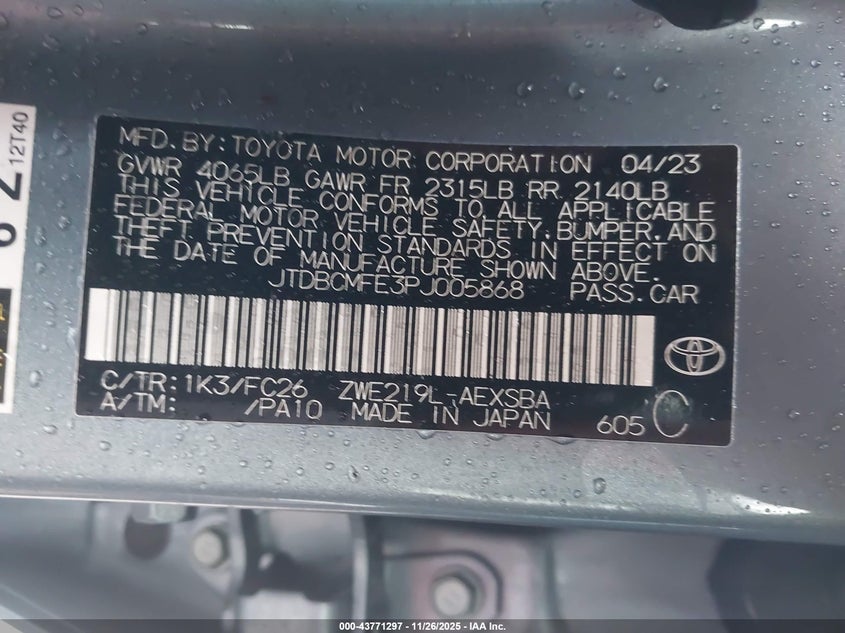 MFD. BY: TOYOTA MOTOR CORPORATION 04/23
GVWR 4065LB GAWR FR 2315LB RR 2140LB
THIS VEHICLE CONFORMS TO ALL APPLICABLE
FEDERAL MOTOR VEHICLE SAFETY, BUMPER, AND
THEFT PREVENTION STANDARDS IN EFFECT ON
THE DATE OF MANUFACTURE SHOWN ABOVE.
JTDBCMFE3PJ005868 PASS. CAR
C/TR: 1K3/FC26 ZWE219L-AEXSBA
A/TM: /PA10 MADE IN JAPAN 605 C
12T40
000-43771297 - 11/26/2025 - IAA Inc.